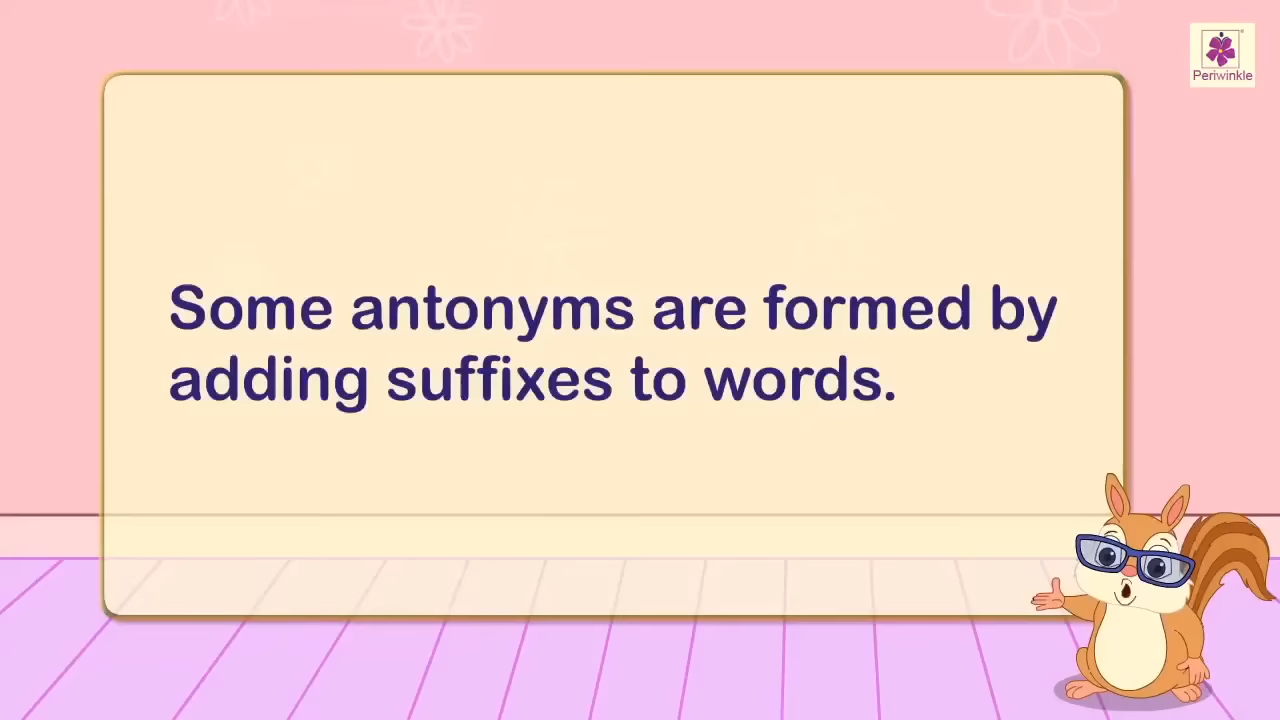 Periwinkle
Some antonyms are formed by
adding suffixes to words.